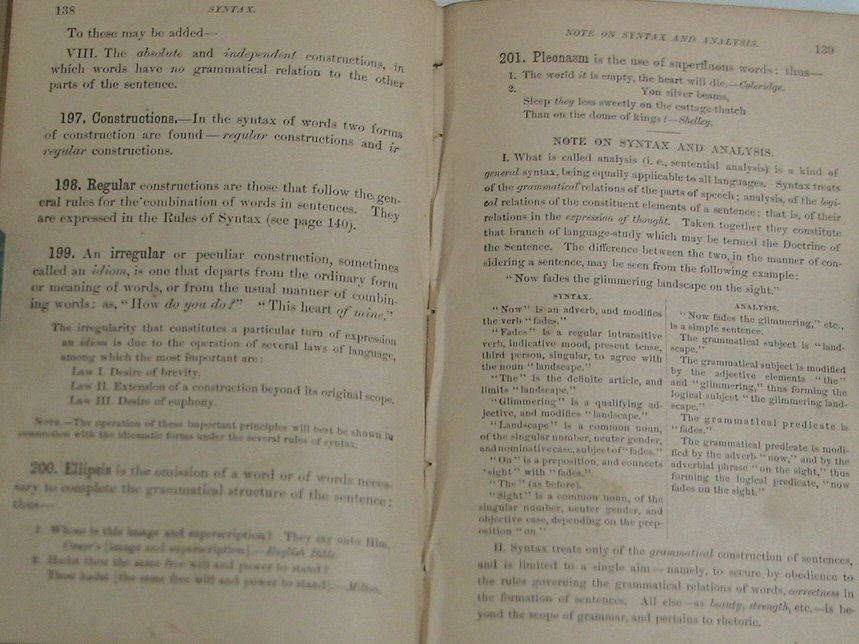 138
SYNTAX.
To these may be added—
VIII. The absolute and independent constructions, in
which words have no grammatical relation to the other
parts of the sentence.
197. Constructions.—In the syntax of words two forms
of construction are found — regular constructions and ir
regular constructions.
198. Regular constructions are those that follow the gen-
eral rules for the combination of words in sentences. They
are expressed in the Rules of Syntax (see page 140).
199. An irregular or peculiar construction, sometimes
called an idiom, is one that departs from the ordinary form
or meaning of words, or from the usual manner of combin-
ing words: as, "How do you do?" "This heart of mine."
The irregularity that constitutes a particular turn of expression
an idiom is due to the operation of several laws of language,
among which the most important are:
Law I. Desire of brevity.
Law II. Extension of a construction beyond its original scope.
Law III. Desire of euphony.
NOTE.—The operation of these important principles will best be shown in
connection with the idiomatic forms under the several rules of syntax.
200. Ellipsis is the omission of a word or of words neces-
sary to complete the grammatical structure of the sentence:
thus—
1. Whose is this image and superscription? They say unto Him,
Cæsar's [image and superscription].—English Bible.
2. Hadst thou the same free will and power to stand?
Thou hadst [the same free will and power to stand].—Milton.
NOTE ON SYNTAX AND ANALYSIS.
139
201. Pleonasm is the use of superfluous words: thus—
1. The world it is empty, the heart will die.—Coleridge.
2. Yon silver beams,
Sleep they less sweetly on the cottage-thatch
Than on the dome of kings?—Shelley.
NOTE ON SYNTAX AND ANALYSIS.
I. What is called analysis (i. e., sentential analysis) is a kind of
general syntax, being equally applicable to all languages. Syntax treats
of the grammatical relations of the parts of speech; analysis, of the logi-
cal relations of the constituent elements of a sentence; that is, of their
relations in the expression of thought. Taken together they constitute
that branch of language-study which may be termed the Doctrine of
the Sentence. The difference between the two, in the manner of con-
sidering a sentence, may be seen from the following example:
"Now fades the glimmering landscape on the sight."
SYNTAX.
"Now" is an adverb, and modifies
the verb "fades."
"Fades" is a regular intransitive
verb, indicative mood, present tense,
third person, singular, to agree with
the noun "landscape."
"The" is the definite article, and
limits "landscape."
"Glimmering" is a qualifying ad-
jective, and modifies "landscape."
"Landscape" is a common noun,
of the singular number, neuter gender,
and nominative case, subject of "fades."
"On" is a preposition, and connects
"sight" with "fades."
"The" (as before).
"Sight" is a common noun, of the
singular number, neuter gender, and
objective case, depending on the prep-
osition "on"
ANALYSIS.
"Now fades the glimmering," etc.,
is a simple sentence.
The grammatical subject is "land-
scape."
The grammatical subject is modified
by the adjective elements "the"
and "glimmering," thus forming the
logical subject "the glimmering land-
scape."
The grammatical predicate is
"fades."
The grammatical predicate is modi-
fied by the adverb "now," and by the
adverbial phrase "on the sight," thus
forming the logical predicate, "now
fades on the sight."
II. Syntax treats only of the grammatical construction of sentences,
and is limited to a single aim — namely, to secure by obedience to
the rules governing the grammatical relations of words, correctness in
the formation of sentences. All else—as beauty, strength, etc.—is be-
yond the scope of grammar, and pertains to rhetoric.